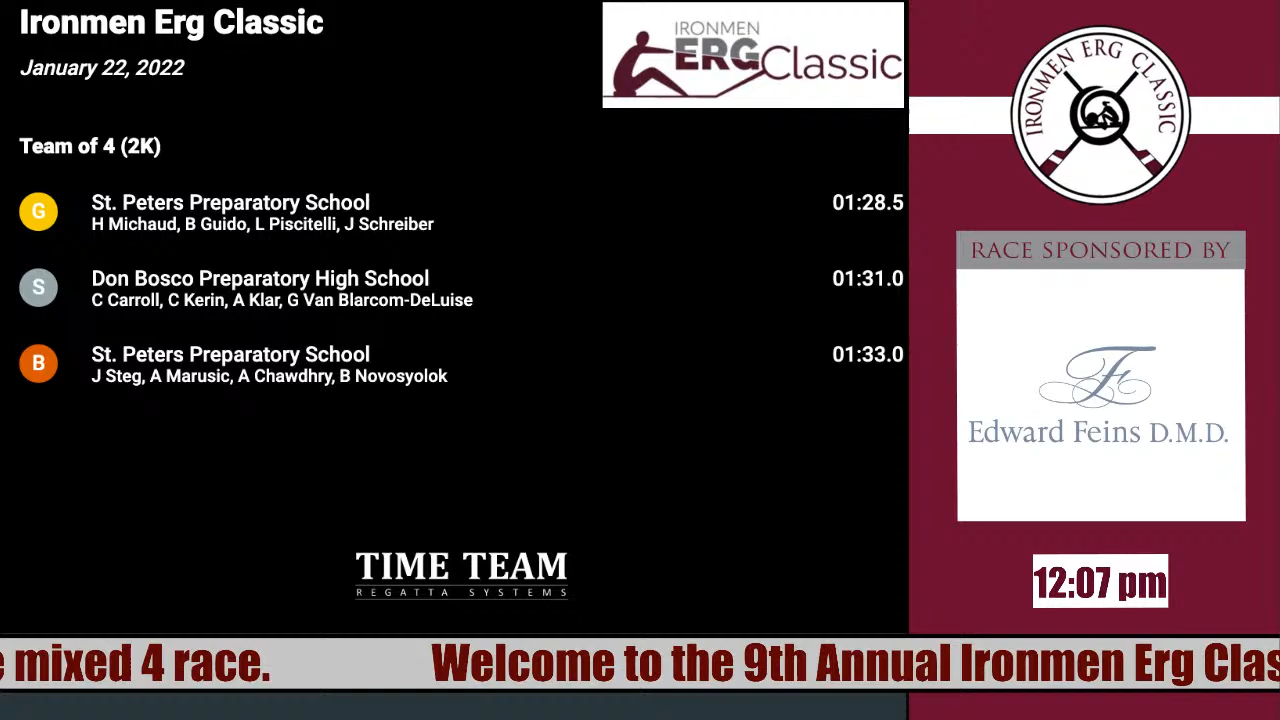 Ironmen Erg Classic
January 22, 2022
IRONMEN
ERGClassic
Team of 4 (2K)
G
St. Peters Preparatory School
01:28.5
H Michaud, B Guido, L Piscitelli, J Schreiber
S
Don Bosco Preparatory High School
01:31.0
C Carroll, C Kerin, A Klar, G Van Blarcom-DeLuise
B
St. Peters Preparatory School
01:33.0
J Steg, A Marusic, A Chawdhry, B Novosyolok
TIME TEAM
REGATTA SYSTEMS
IRONMEN ERG CLASSIC
RACE SPONSORED BY
F
Edward Feins D.M.D.
12:07 pm
e mixed 4 race. Welcome to the 9th Annual Ironmen Erg Clas